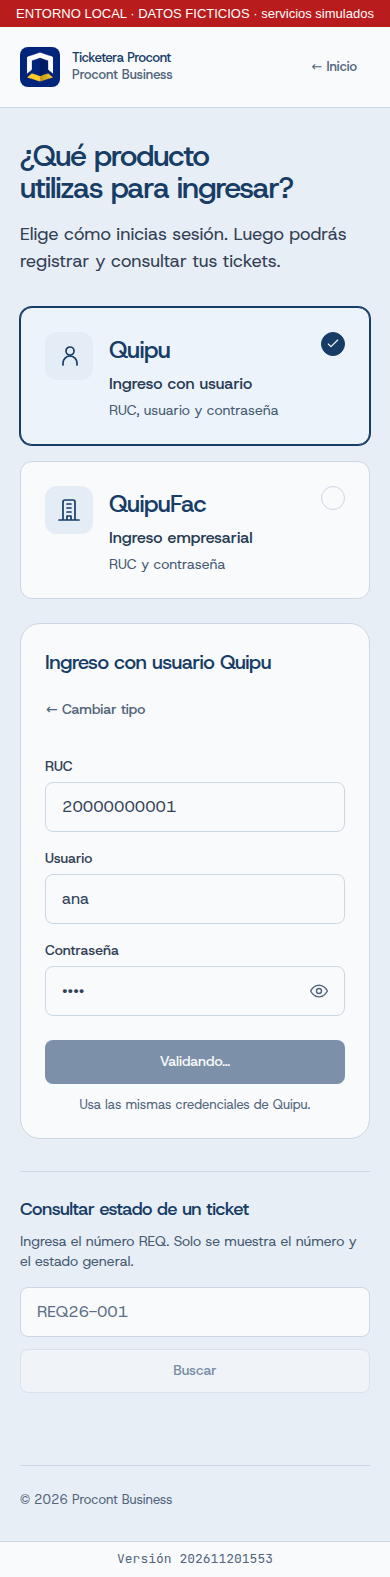 ENTORNO LOCAL · DATOS FICTICIOS · servicios simulados
Ticketera Procont
Procont Business
← Inicio
¿Qué producto
utilizas para ingresar?
Elige cómo inicias sesión. Luego podrás
registrar y consultar tus tickets.
Quipu
Ingreso con usuario
RUC, usuario y contraseña
QuipuFac
Ingreso empresarial
RUC y contraseña
Ingreso con usuario Quipu
← Cambiar tipo
RUC
20000000001
Usuario
ana
Contraseña
••••
Validando…
Usa las mismas credenciales de Quipu.
Consultar estado de un ticket
Ingresa el número REQ. Solo se muestra el número y
el estado general.
REQ26-001
Buscar
© 2026 Procont Business
Versión 202611201553